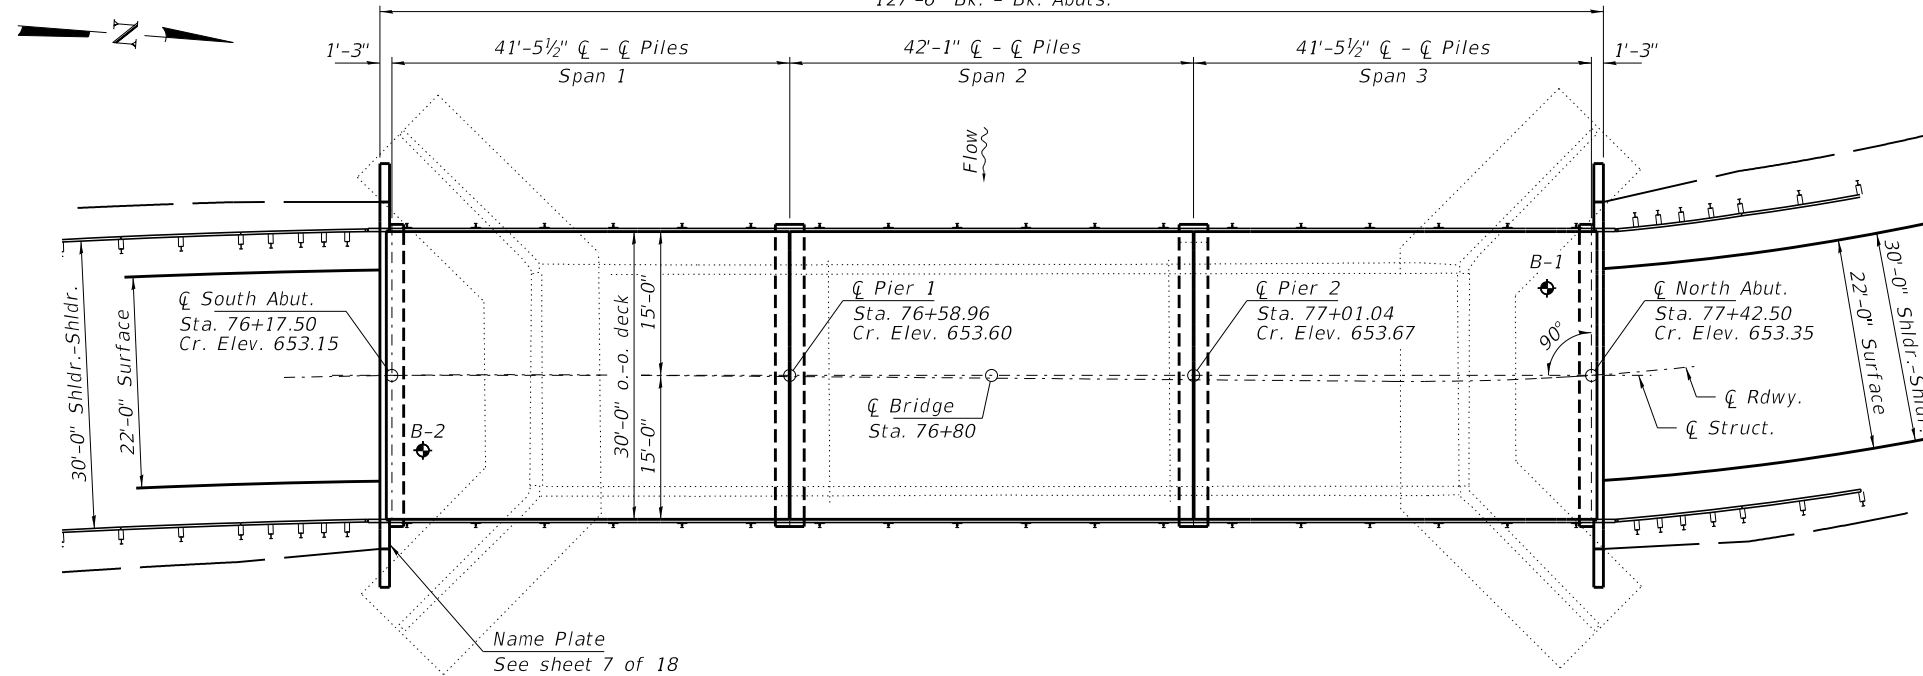 127'-6" Bk. - Bk. Abuts.
N
1'-3"
41'-5½" ℄ - ℄ Piles
Span 1
42'-1" ℄ - ℄ Piles
Span 2
41'-5½" ℄ - ℄ Piles
Span 3
1'-3"
Flow
30'-0" Shldr.-Shldr.
22'-0" Surface
℄ South Abut.
Sta. 76+17.50
Cr. Elev. 653.15
B-2
30'-0" o.-o. deck
15'-0"
15'-0"
℄ Pier 1
Sta. 76+58.96
Cr. Elev. 653.60
℄ Bridge
Sta. 76+80
℄ Pier 2
Sta. 77+01.04
Cr. Elev. 653.67
B-1
90°
℄ North Abut.
Sta. 77+42.50
Cr. Elev. 653.35
℄ Rdwy.
℄ Struct.
22'-0" Surface
30'-0" Shldr.-Shldr.
Name Plate
See sheet 7 of 18